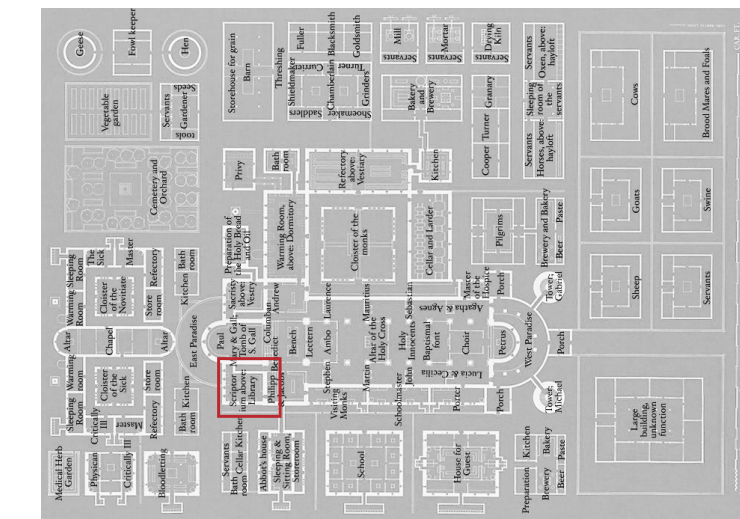 Geese
Fowl keeper
Hen
Vegetable
garden
Seeds
Servants
Gardener
tools
Cemetery and
Orchard
Storehouse for grain
Barn
Threshing
Fuller
Blacksmith
Goldsmith
Shieldmaker
Currier
Turner
Saddlers
Chamberlain
Grinders
Shoemaker
Mill
Servants
Mortar
Servants
Drying
Kiln
Servants
Bakery
and
Brewery
Granary
Turner
Cooper
Servants
Oxen, above:
hayloft
Sleeping
room of
the
servants
Servants
Horses, above:
hayloft
Cows
Brood Mares and Foals
Goats
Swine
Sheep
Servants
Privy
Bath
room
Refectory
above:
Vestiary
Kitchen
Preparation of
the Holy Bread
and Oil
Warming Room,
above: Dormitory
Cloister of the
monks
Cellar and Larder
Pilgrims
Brewery and Bakery
Beer
Paste
The
Sick
Master
Sleeping
Room
Warming
Room
Cloister
of the
Novitiate
Refectory
Store
room
Bath
room
Kitchen
Altar
Chapel
Altar
East Paradise
Paul
Sacristy
above:
Vestry
Mary & Gall
Tomb of
S. Gall
Columban
Andrew
Benedict
Bench
Lectern
Ambo
Laurence
Stephen
Mauritius
Altar of the
Holy Cross
Martin
Sebastian
Holy
Innocents
John
Baptismal
font
Agatha & Agnes
Choir
Lucia & Cecilia
Petrus
Master
of the
Hospice
Porch
Tower,
Gabriel
West Paradise
Porch
Tower,
Michael
Porch
Porter
Schoolmaster
Visiting
Monks
Philipp
& Jacobi
Scriptor
ium above:
Library
Warming
room
Sleeping
Room
Cloister
of the
Sick
Store
room
Critically
Ill
Master
Refectory
Kitchen
Bath
room
Medical Herb
Garden
Physician
Critically Ill
Bloodletting
Servants
Bath
room
Cellar
Kitchen
Abbot's house
Sleeping &
Sitting Room,
Storeroom
School
House for
Guest
Kitchen
Bakery
Preparation
Brewery
Beer
Paste
Large
building,
unknown
function